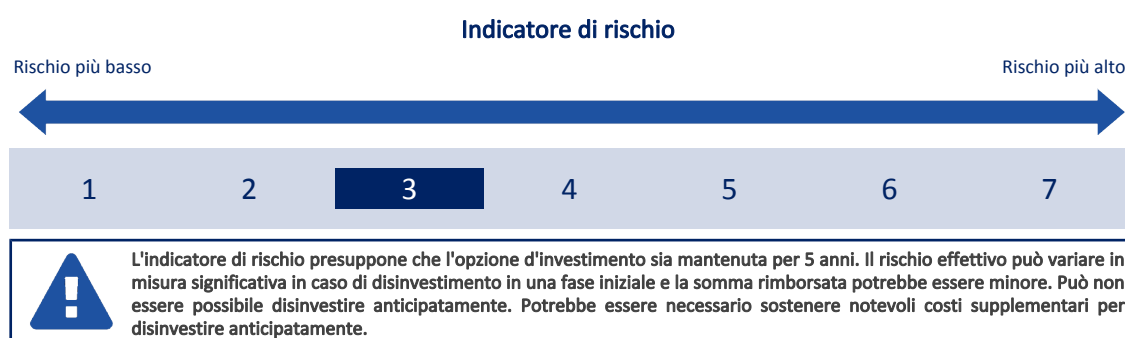 Indicatore di rischio
Rischio più basso
Rischio più alto
1 2 3 4 5 6 7
L'indicatore di rischio presuppone che l'opzione d'investimento sia mantenuta per 5 anni. Il rischio effettivo può variare in
misura significativa in caso di disinvestimento in una fase iniziale e la somma rimborsata potrebbe essere minore. Può non
essere possibile disinvestire anticipatamente. Potrebbe essere necessario sostenere notevoli costi supplementari per
disinvestire anticipatamente.